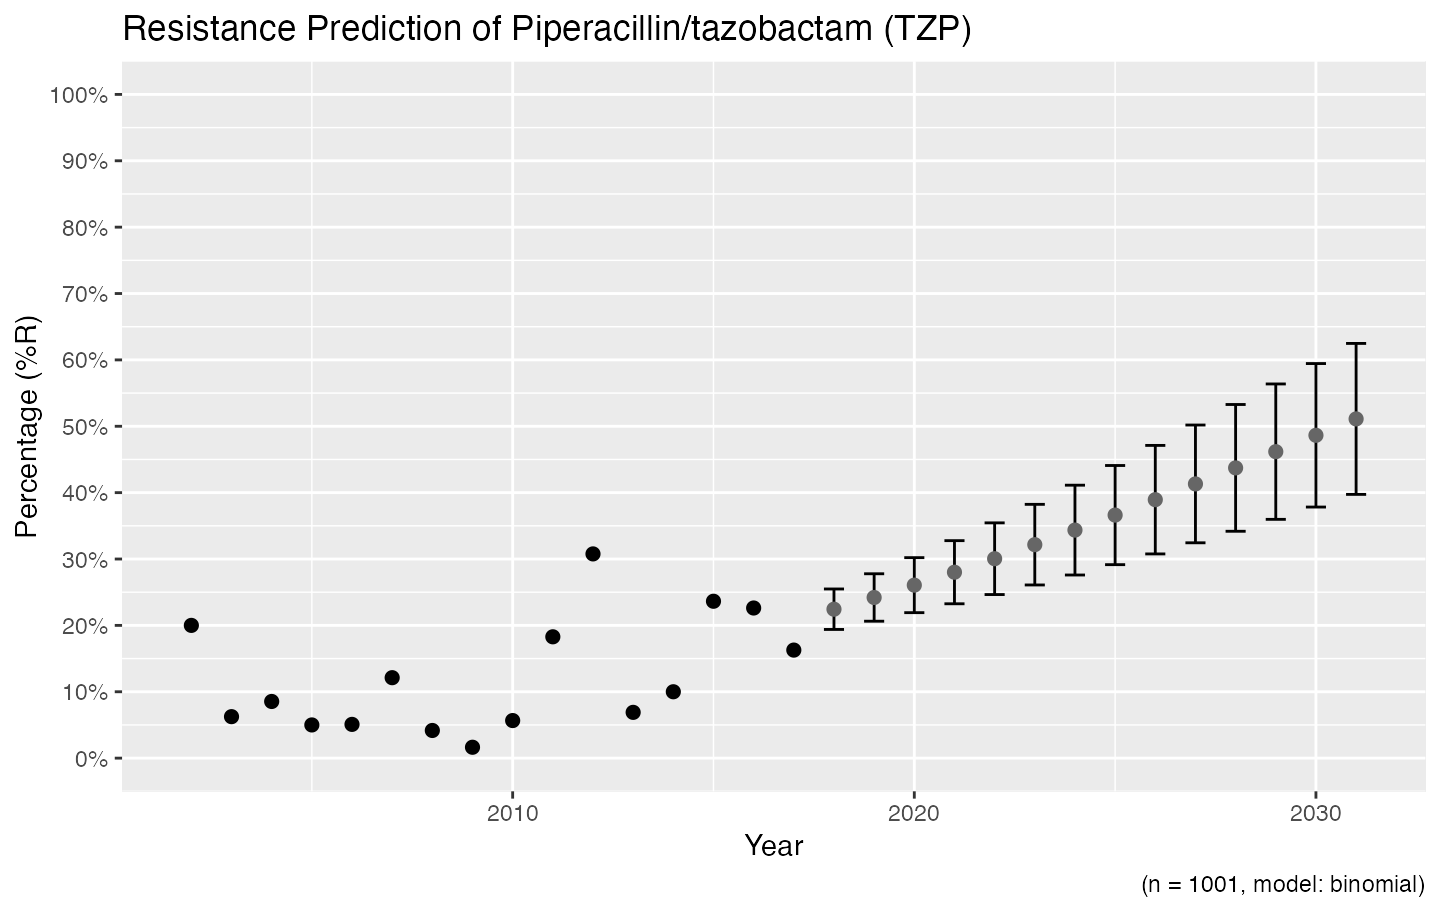 Resistance Prediction of Piperacillin/tazobactam (TZP)
Percentage (%R)
100%
90%
80%
70%
60%
50%
40%
30%
20%
10%
0%
2010 2020 2030
Year
(n = 1001, model: binomial)